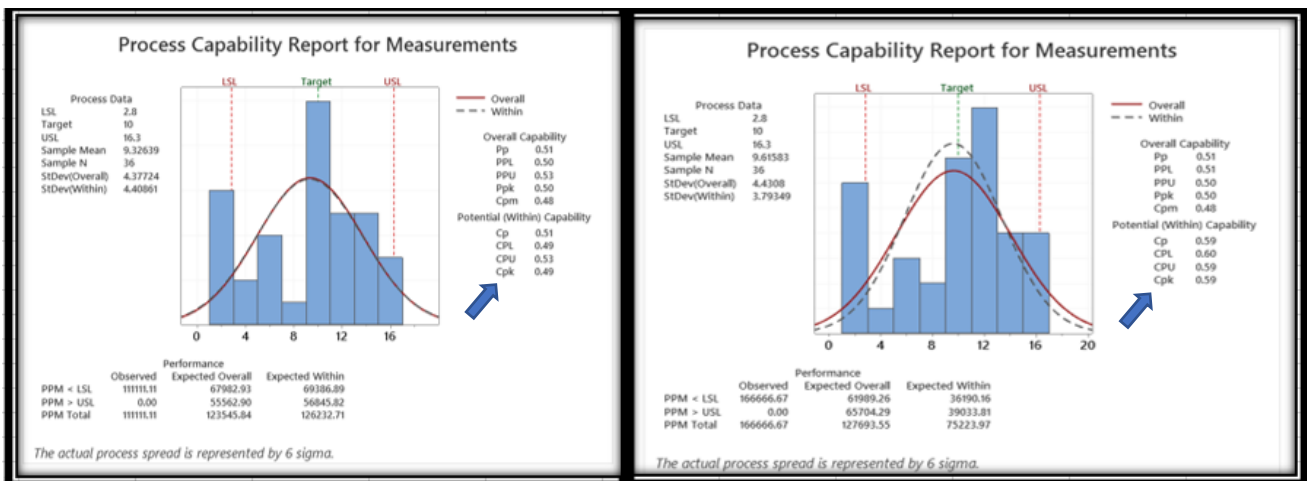 Process Capability Report for Measurements
LSL Target USL
Process Data
LSL 2.8
Target 10
USL 16.3
Sample Mean 9.32639
Sample N 36
StDev(Overall) 4.37724
StDev(Within) 4.40861
Overall
Within
Overall Capability
Pp 0.51
PPL 0.50
PPU 0.53
Ppk 0.50
Cpm 0.48
Potential (Within) Capability
Cp 0.51
CPL 0.49
CPU 0.53
Cpk 0.49
0 4 8 12 16
Performance
Observed Expected Overall Expected Within
PPM < LSL 111111.11 67982.93 69386.89
PPM > USL 0.00 55562.90 56845.82
PPM Total 111111.11 123545.84 126232.71
The actual process spread is represented by 6 sigma.
Process Capability Report for Measurements
LSL Target USL
Process Data
LSL 2.8
Target 10
USL 16.3
Sample Mean 9.61583
Sample N 36
StDev(Overall) 4.4308
StDev(Within) 3.79349
Overall
Within
Overall Capability
Pp 0.51
PPL 0.51
PPU 0.50
Ppk 0.50
Cpm 0.48
Potential (Within) Capability
Cp 0.59
CPL 0.60
CPU 0.59
Cpk 0.59
0 4 8 12 16 20
Performance
Observed Expected Overall Expected Within
PPM < LSL 166666.67 61989.26 36190.16
PPM > USL 0.00 65704.29 39033.81
PPM Total 166666.67 127693.55 75223.97
The actual process spread is represented by 6 sigma.